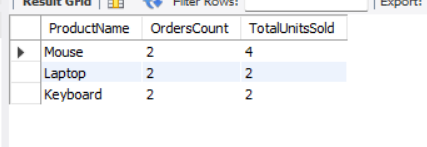 Result Grid Filter Rows: Export:
ProductName OrdersCount TotalUnitsSold
Mouse 2 4
Laptop 2 2
Keyboard 2 2